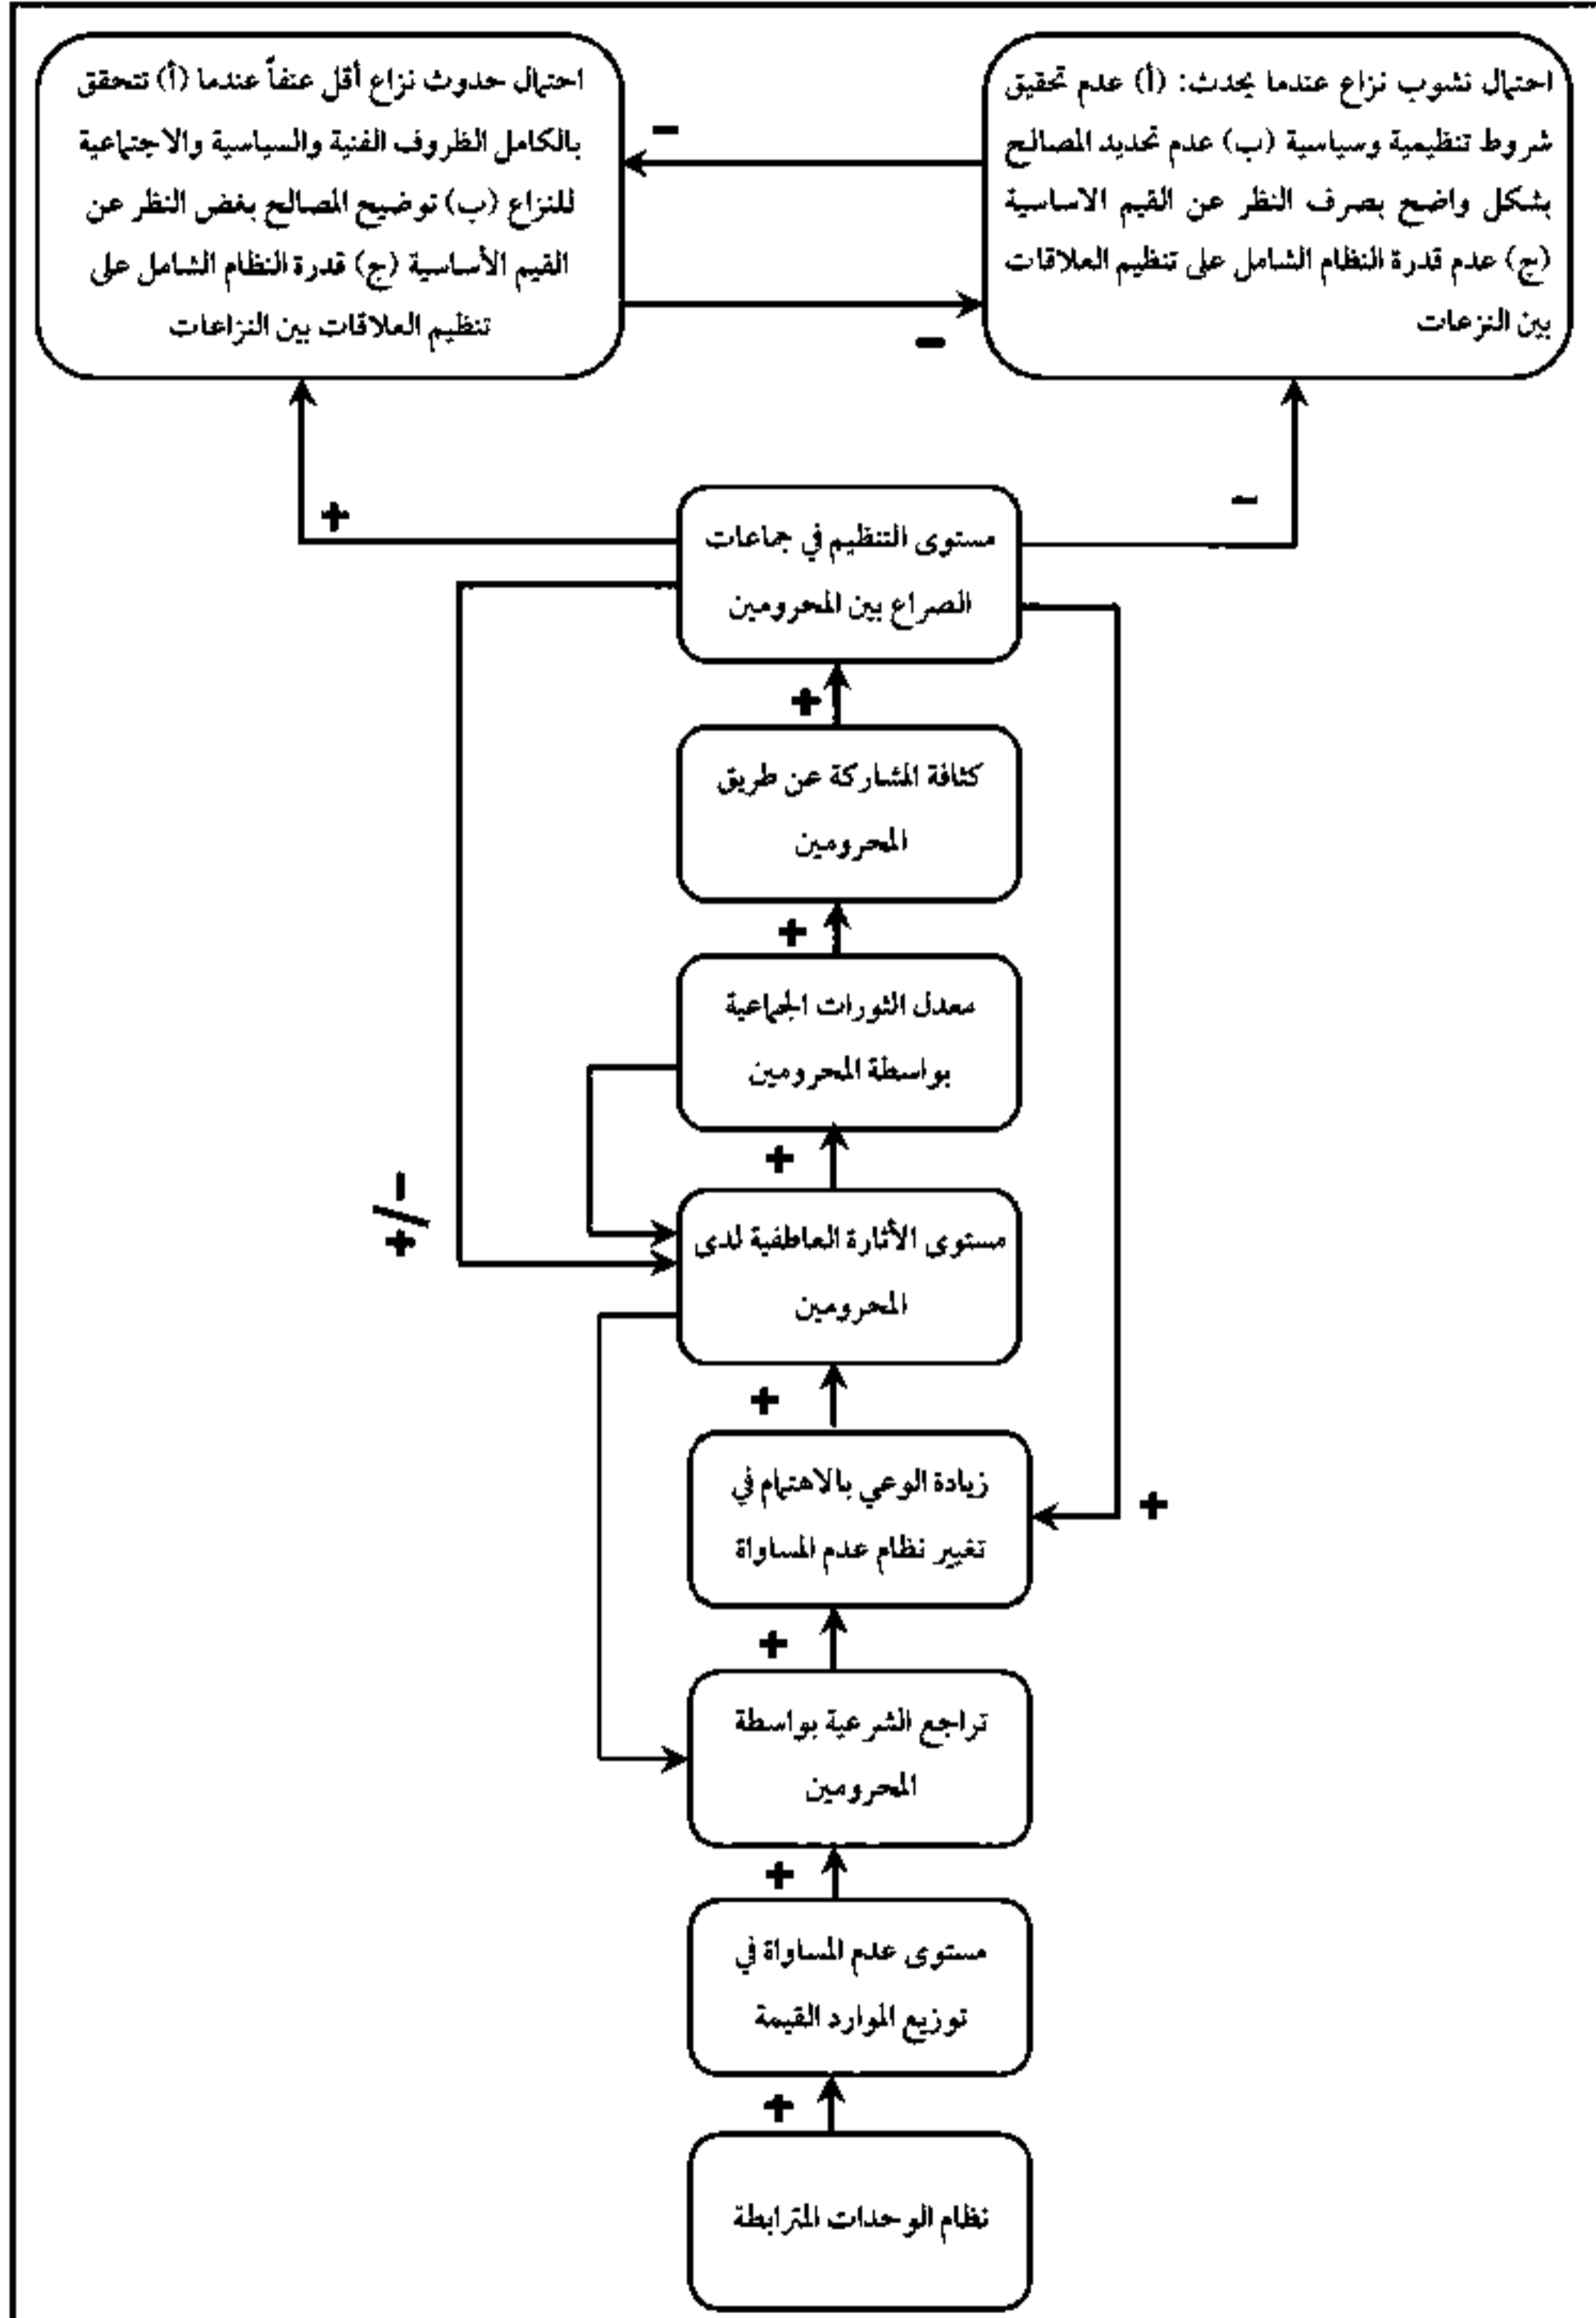 احتمال نشوب نزاع عندما يحدث: (أ) عدم تحقيق
شروط تنظيمية وسياسية (ب) عدم تحديد المصالح
بشكل واضح بصرف النظر عن القيم الاساسية
(ج) عدم قدرة النظام الشامل على تنظيم العلاقات
بين النزعات
احتمال حدوث نزاع أقل عنفاً عندما (أ) تتحقق
بالكامل الظروف الفنية والسياسية والاجتماعية
للنزاع (ب) توضيح المصالح بغض النظر عن
القيم الأساسية (ج) قدرة النظام الشامل على
تنظيم العلاقات بين النزاعات
−
−
مستوى التنظيم في جماعات
الصراع بين المحرومين
−
+
+
كثافة المشاركة عن طريق
المحرومين
+
معدل الثورات الجماعية
بواسطة المحرومين
+
+/−
مستوى الأثارة العاطفية لدى
المحرومين
+
زيادة الوعي بالاهتمام في
تغيير نظام عدم المساواة
+
+
تراجع الشرعية بواسطة
المحرومين
+
مستوى عدم المساواة في
توزيع الموارد القيمة
+
نظام الوحدات المترابطة